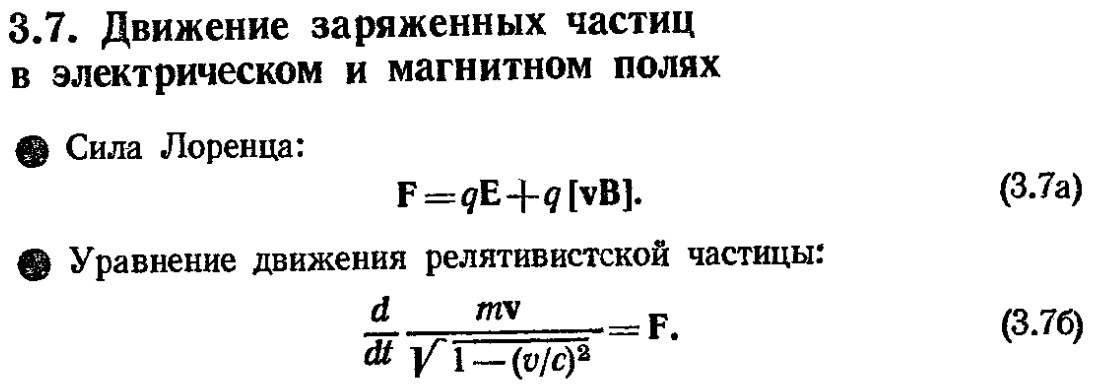 3.7. Движение заряженных частиц
в электрическом и магнитном полях
● Сила Лоренца:
F = qE + q [vB]. (3.7а)
● Уравнение движения релятивистской частицы:
d/dt mv/√(1 — (v/c)²) = F. (3.7б)